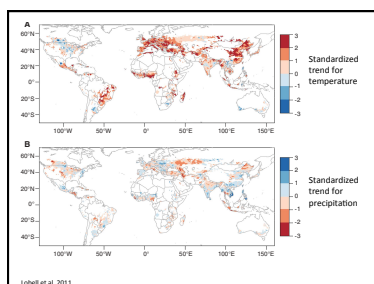 A
60°N
40°N
20°N
0°
20°S
40°S
100°W
50°W
0°
50°E
100°E
150°E
3
2
1
0
-1
-2
-3
Standardized
trend for
temperature
B
60°N
40°N
20°N
0°
20°S
40°S
100°W
50°W
0°
50°E
100°E
150°E
3
2
1
0
-1
-2
-3
Standardized
trend for
precipitation
Lobell et al. 2011